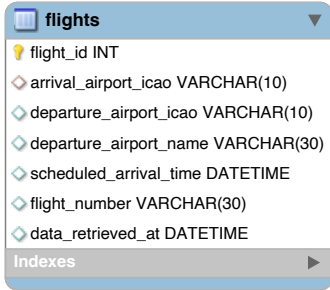 flights
flight_id INT
arrival_airport_icao VARCHAR(10)
departure_airport_icao VARCHAR(10)
departure_airport_name VARCHAR(30)
scheduled_arrival_time DATETIME
flight_number VARCHAR(30)
data_retrieved_at DATETIME
Indexes